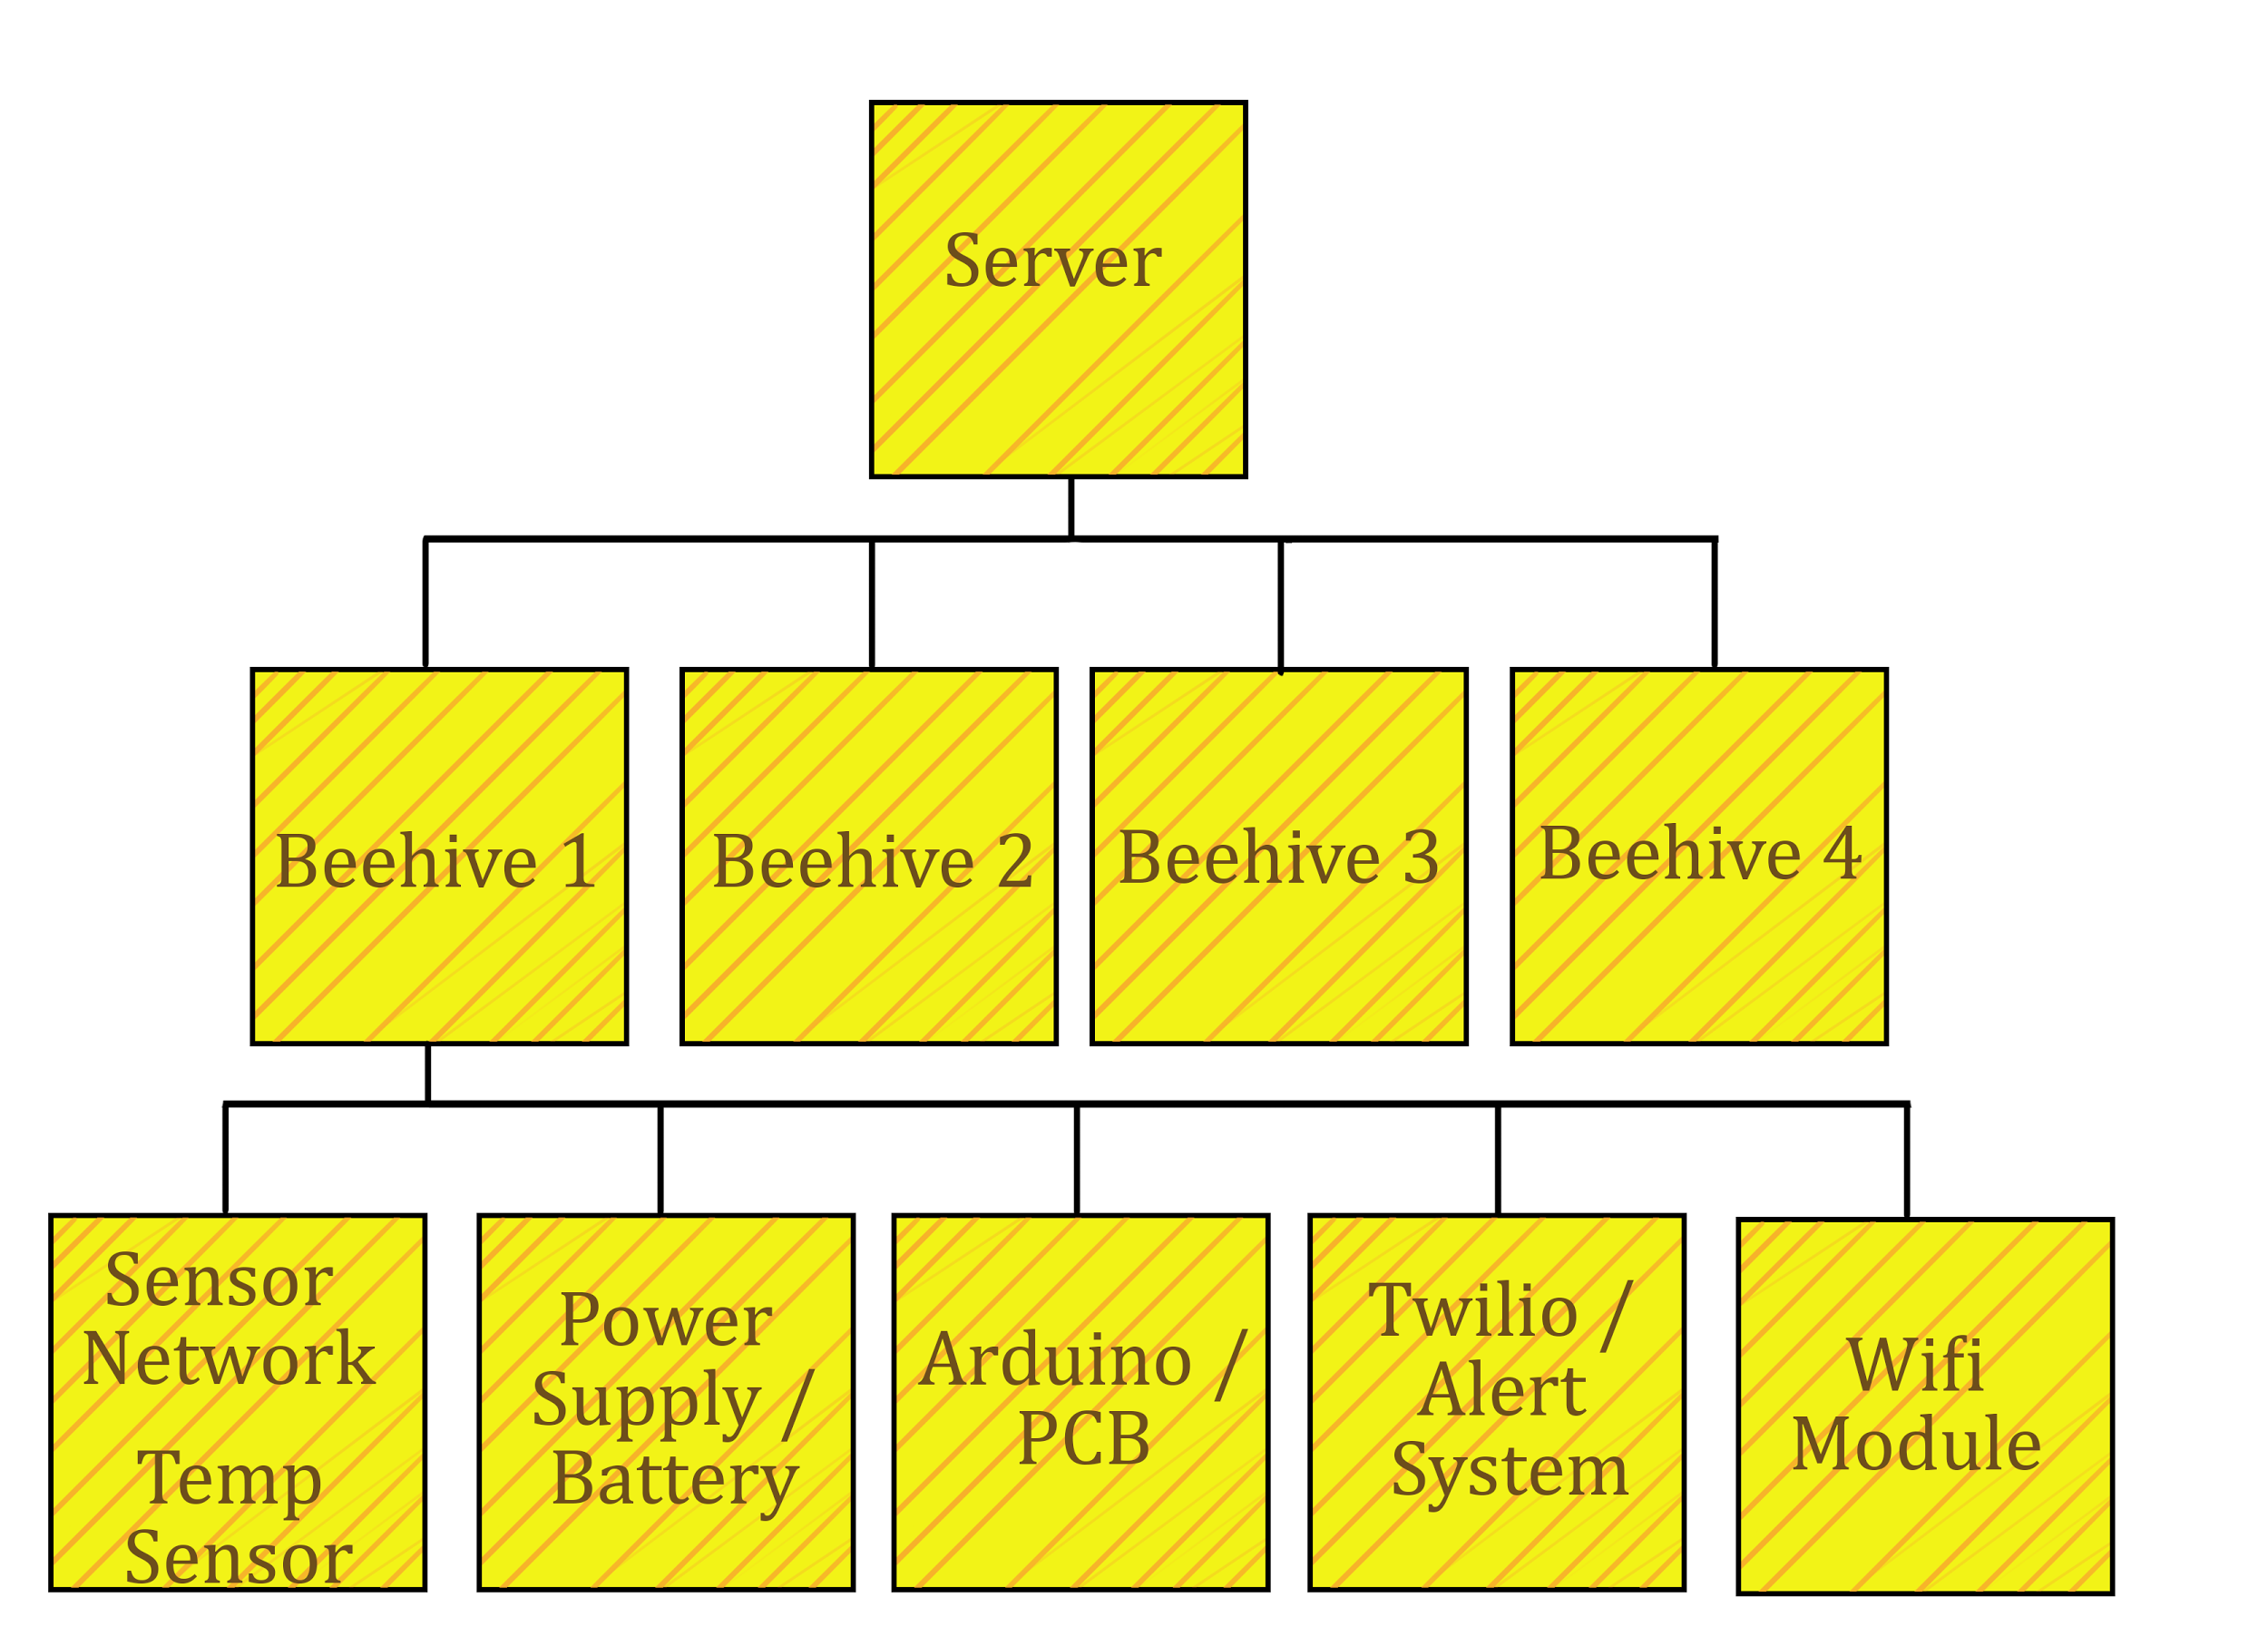 Server
Beehive 1
Beehive 2
Beehive 3
Beehive 4
Sensor
Network
Temp
Sensor
Power
Supply /
Battery
Arduino /
PCB
Twilio /
Alert
System
Wifi
Module